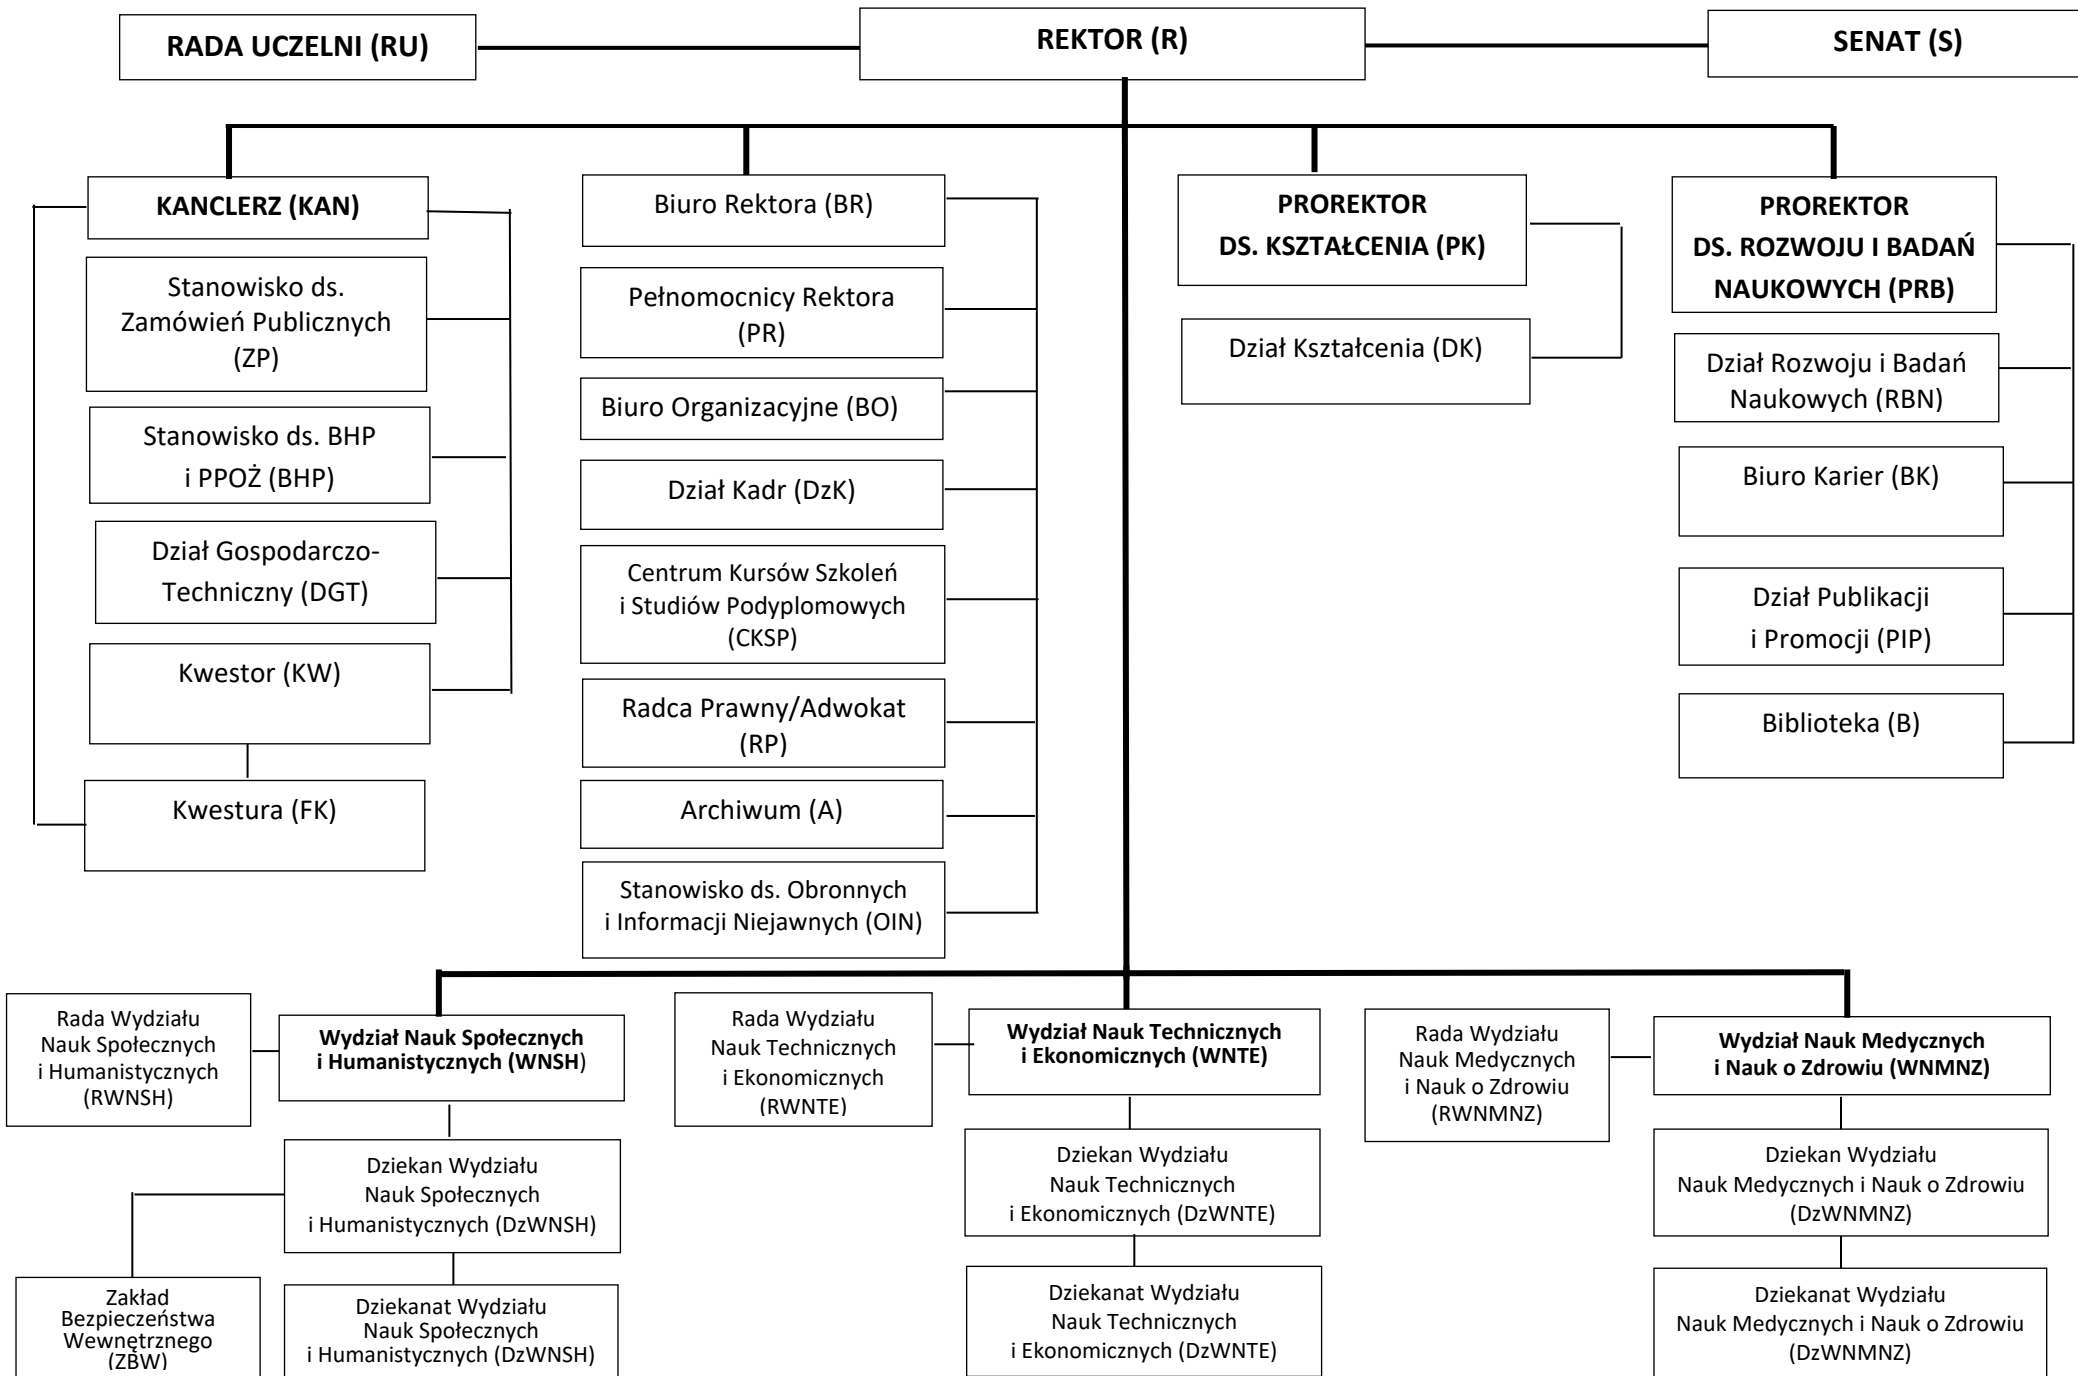 RADA UCZELNI (RU)
REKTOR (R)
SENAT (S)
KANCLERZ (KAN)
Stanowisko ds.
Zamówień Publicznych
(ZP)
Stanowisko ds. BHP
i PPOŻ (BHP)
Dział Gospodarczo-
Techniczny (DGT)
Kwestor (KW)
Kwestura (FK)
Biuro Rektora (BR)
Pełnomocnicy Rektora
(PR)
Biuro Organizacyjne (BO)
Dział Kadr (DzK)
Centrum Kursów Szkoleń
i Studiów Podyplomowych
(CKSP)
Radca Prawny/Adwokat
(RP)
Archiwum (A)
Stanowisko ds. Obronnych
i Informacji Niejawnych (OIN)
PROREKTOR
DS. KSZTAŁCENIA (PK)
Dział Kształcenia (DK)
PROREKTOR
DS. ROZWOJU I BADAŃ
NAUKOWYCH (PRB)
Dział Rozwoju i Badań
Naukowych (RBN)
Biuro Karier (BK)
Dział Publikacji
i Promocji (PIP)
Biblioteka (B)
Rada Wydziału
Nauk Społecznych
i Humanistycznych
(RWNSH)
Wydział Nauk Społecznych
i Humanistycznych (WNSH)
Dziekan Wydziału
Nauk Społecznych
i Humanistycznych (DzWNSH)
Zakład
Bezpieczeństwa
Wewnętrznego
(ZBW)
Dziekanat Wydziału
Nauk Społecznych
i Humanistycznych (DzWNSH)
Rada Wydziału
Nauk Technicznych
i Ekonomicznych
(RWNTE)
Wydział Nauk Technicznych
i Ekonomicznych (WNTE)
Dziekan Wydziału
Nauk Technicznych
i Ekonomicznych (DzWNTE)
Dziekanat Wydziału
Nauk Technicznych
i Ekonomicznych (DzWNTE)
Rada Wydziału
Nauk Medycznych
i Nauk o Zdrowiu
(RWNMNZ)
Wydział Nauk Medycznych
i Nauk o Zdrowiu (WNMNZ)
Dziekan Wydziału
Nauk Medycznych i Nauk o Zdrowiu
(DzWNMNZ)
Dziekanat Wydziału
Nauk Medycznych i Nauk o Zdrowiu
(DzWNMNZ)